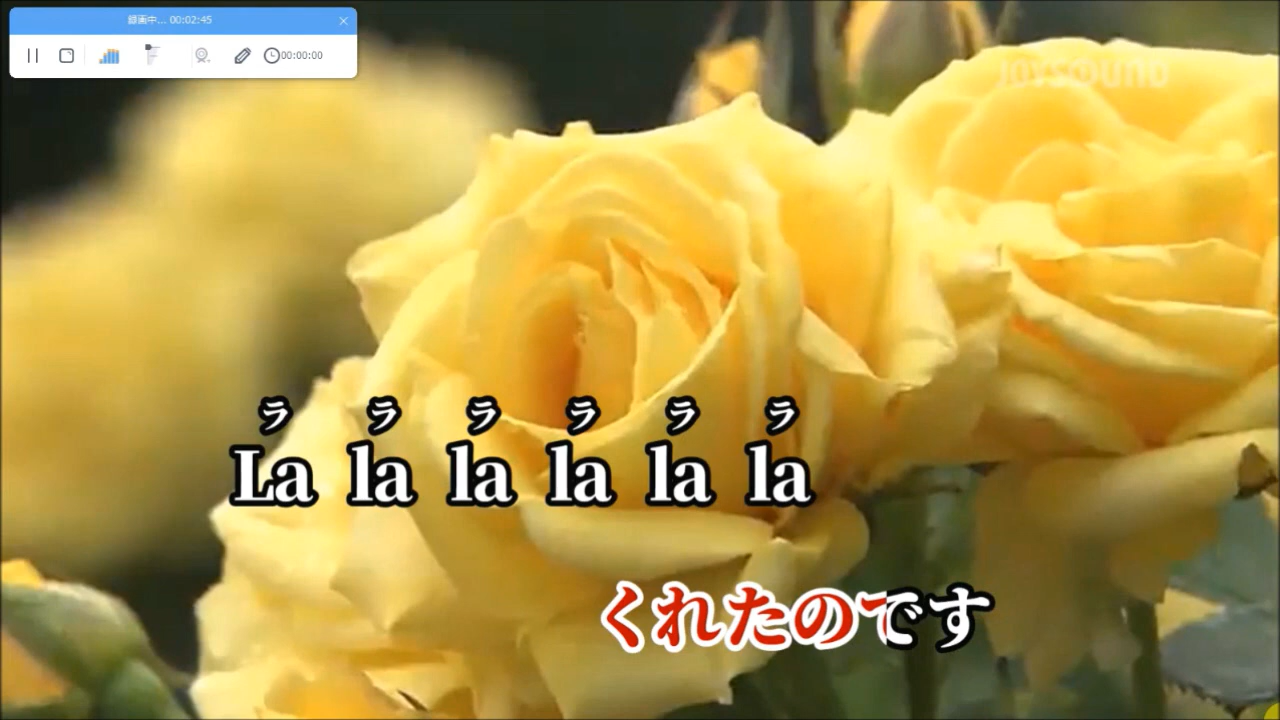 録画中... 00:02:45
00:00:00
JOYSOUND
ラ ラ ラ ラ ラ ラ
La la la la la la
くれたのです